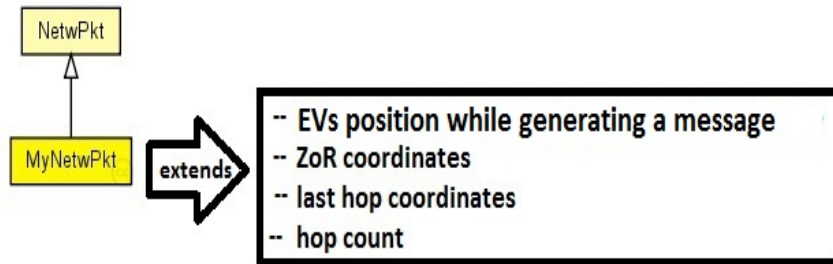 NetwPkt
MyNetwPkt
extends
-- EVs position while generating a message
-- ZoR coordinates
-- last hop coordinates
-- hop count